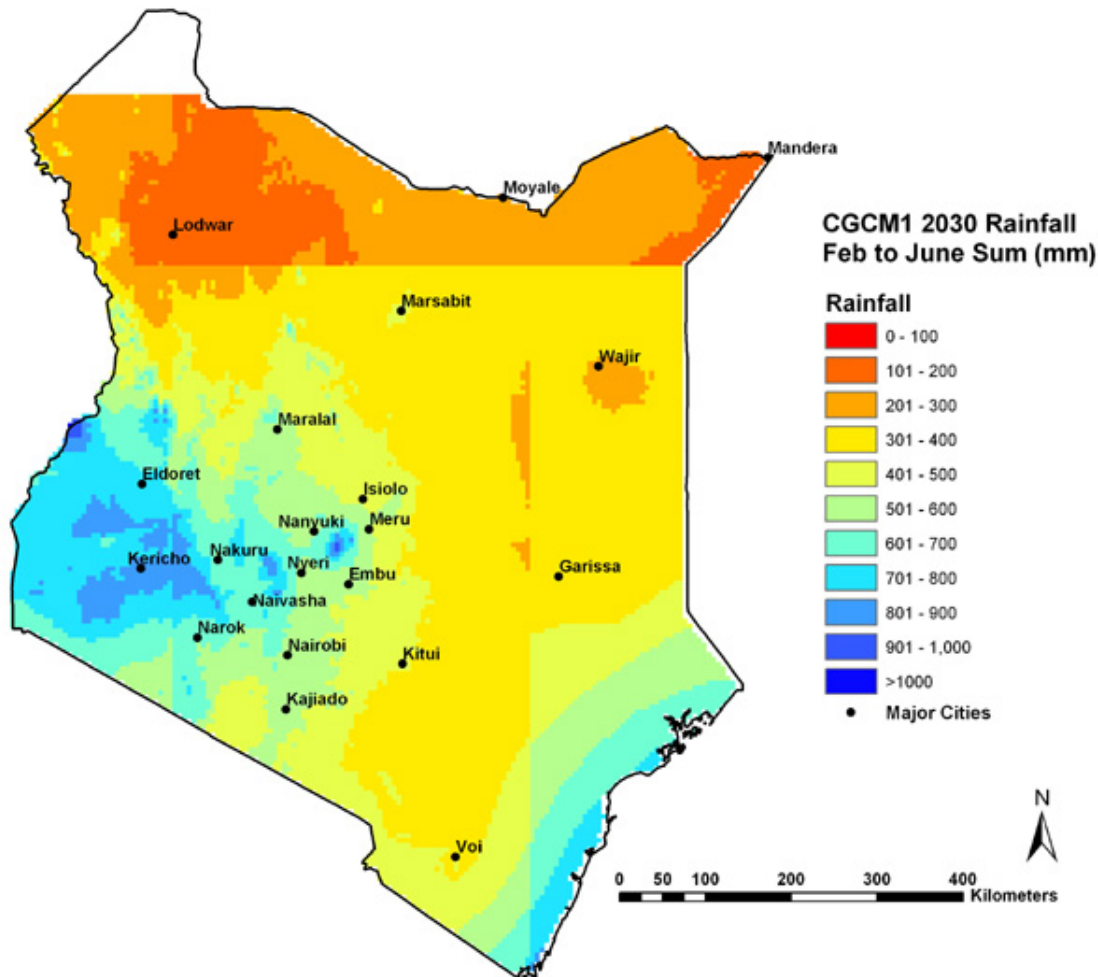 Mandera
Moyale
Lodwar
CGCM1 2030 Rainfall
Feb to June Sum (mm)
Marsabit
Rainfall
0 - 100
Wajir
101 - 200
201 - 300
Maralal
301 - 400
Eldoret
401 - 500
Isiolo
501 - 600
Nanyuki
Meru
Kericho
Nakuru
601 - 700
Nyeri
Embu
Garissa
701 - 800
Naivasha
801 - 900
Narok
Nairobi
Kitui
901 - 1,000
>1000
Kajiado
Major Cities
N
Voi
0 50 100 200 300 400
Kilometers